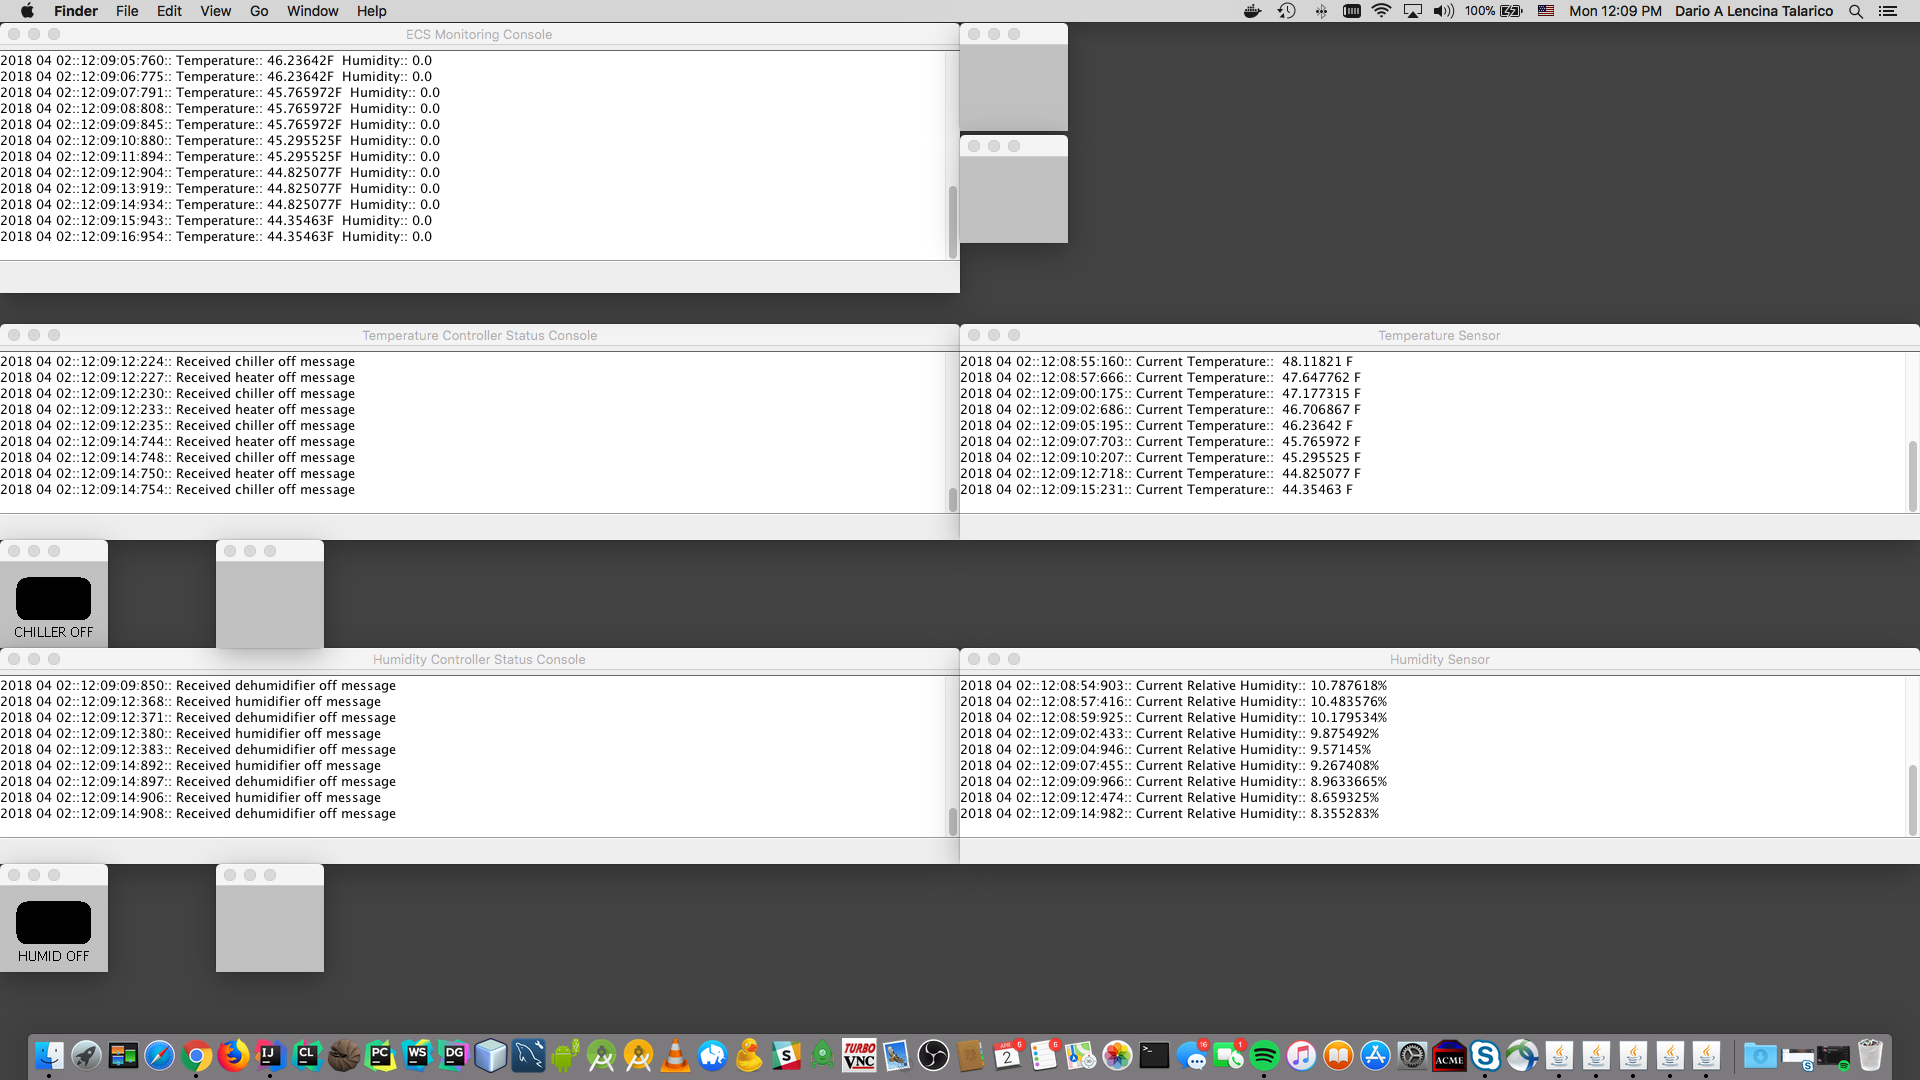 Finder File Edit View Go Window Help 100% Mon 12:09 PM Dario A Lencina Talarico
ECS Monitoring Console
2018 04 02::12:09:05:760:: Temperature:: 46.23642F Humidity:: 0.0
2018 04 02::12:09:06:775:: Temperature:: 46.23642F Humidity:: 0.0
2018 04 02::12:09:07:791:: Temperature:: 45.765972F Humidity:: 0.0
2018 04 02::12:09:08:808:: Temperature:: 45.765972F Humidity:: 0.0
2018 04 02::12:09:09:845:: Temperature:: 45.765972F Humidity:: 0.0
2018 04 02::12:09:10:880:: Temperature:: 45.295525F Humidity:: 0.0
2018 04 02::12:09:11:894:: Temperature:: 45.295525F Humidity:: 0.0
2018 04 02::12:09:12:904:: Temperature:: 44.825077F Humidity:: 0.0
2018 04 02::12:09:13:919:: Temperature:: 44.825077F Humidity:: 0.0
2018 04 02::12:09:14:934:: Temperature:: 44.825077F Humidity:: 0.0
2018 04 02::12:09:15:943:: Temperature:: 44.35463F Humidity:: 0.0
2018 04 02::12:09:16:954:: Temperature:: 44.35463F Humidity:: 0.0
Temperature Controller Status Console
2018 04 02::12:09:12:224:: Received chiller off message
2018 04 02::12:09:12:227:: Received heater off message
2018 04 02::12:09:12:230:: Received chiller off message
2018 04 02::12:09:12:233:: Received heater off message
2018 04 02::12:09:12:235:: Received chiller off message
2018 04 02::12:09:14:744:: Received heater off message
2018 04 02::12:09:14:748:: Received chiller off message
2018 04 02::12:09:14:750:: Received heater off message
2018 04 02::12:09:14:754:: Received chiller off message
Temperature Sensor
2018 04 02::12:08:55:160:: Current Temperature:: 48.11821 F
2018 04 02::12:08:57:666:: Current Temperature:: 47.647762 F
2018 04 02::12:09:00:175:: Current Temperature:: 47.177315 F
2018 04 02::12:09:02:686:: Current Temperature:: 46.706867 F
2018 04 02::12:09:05:195:: Current Temperature:: 46.23642 F
2018 04 02::12:09:07:703:: Current Temperature:: 45.765972 F
2018 04 02::12:09:10:207:: Current Temperature:: 45.295525 F
2018 04 02::12:09:12:718:: Current Temperature:: 44.825077 F
2018 04 02::12:09:15:231:: Current Temperature:: 44.35463 F
CHILLER OFF
Humidity Controller Status Console
2018 04 02::12:09:09:850:: Received dehumidifier off message
2018 04 02::12:09:12:368:: Received humidifier off message
2018 04 02::12:09:12:371:: Received dehumidifier off message
2018 04 02::12:09:12:380:: Received humidifier off message
2018 04 02::12:09:12:383:: Received dehumidifier off message
2018 04 02::12:09:14:892:: Received humidifier off message
2018 04 02::12:09:14:897:: Received dehumidifier off message
2018 04 02::12:09:14:906:: Received humidifier off message
2018 04 02::12:09:14:908:: Received dehumidifier off message
Humidity Sensor
2018 04 02::12:08:54:903:: Current Relative Humidity:: 10.787618%
2018 04 02::12:08:57:416:: Current Relative Humidity:: 10.483576%
2018 04 02::12:08:59:925:: Current Relative Humidity:: 10.179534%
2018 04 02::12:09:02:433:: Current Relative Humidity:: 9.875492%
2018 04 02::12:09:04:946:: Current Relative Humidity:: 9.57145%
2018 04 02::12:09:07:455:: Current Relative Humidity:: 9.267408%
2018 04 02::12:09:09:966:: Current Relative Humidity:: 8.9633665%
2018 04 02::12:09:12:474:: Current Relative Humidity:: 8.659325%
2018 04 02::12:09:14:982:: Current Relative Humidity:: 8.355283%
HUMID OFF
IJ CL PC WS DG S TURBO VNC APR 2 6 6 16 1 ACME S